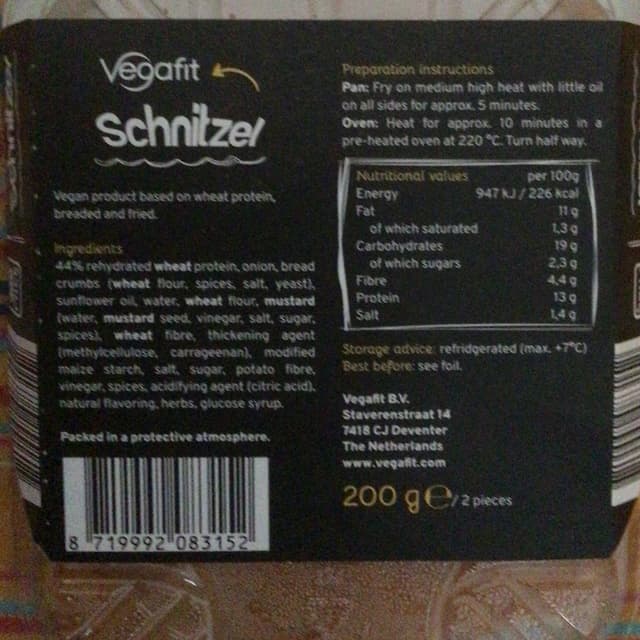 Vegafit
Schnitzel
Vegan product based on wheat protein,
breaded and fried.
Ingredients
44% rehydrated wheat protein, onion, bread
crumbs (wheat flour, spices, salt, yeast),
sunflower oil, water, wheat flour, mustard
(water, mustard seed, vinegar, salt, sugar,
spices), wheat fibre, thickening agent
(methylcellulose, carrageenan), modified
maize starch, salt, sugar, potato fibre,
vinegar, spices, acidifying agent (citric acid),
natural flavoring, herbs, glucose syrup.
Packed in a protective atmosphere.
8 719992 083152
Preparation instructions
Pan: Fry on medium high heat with little oil
on all sides for approx. 5 minutes.
Oven: Heat for approx. 10 minutes in a
pre-heated oven at 220 °C. Turn half way.
Nutritional values per 100g
Energy 947 kJ / 226 kcal
Fat 11 g
of which saturated 1,3 g
Carbohydrates 19 g
of which sugars 2,3 g
Fibre 4,4 g
Protein 13 g
Salt 1,4 g
Storage advice: refridgerated (max. +7°C)
Best before: see foil.
Vegafit B.V.
Staverenstraat 14
7418 CJ Deventer
The Netherlands
www.vegafit.com
200 g e / 2 pieces